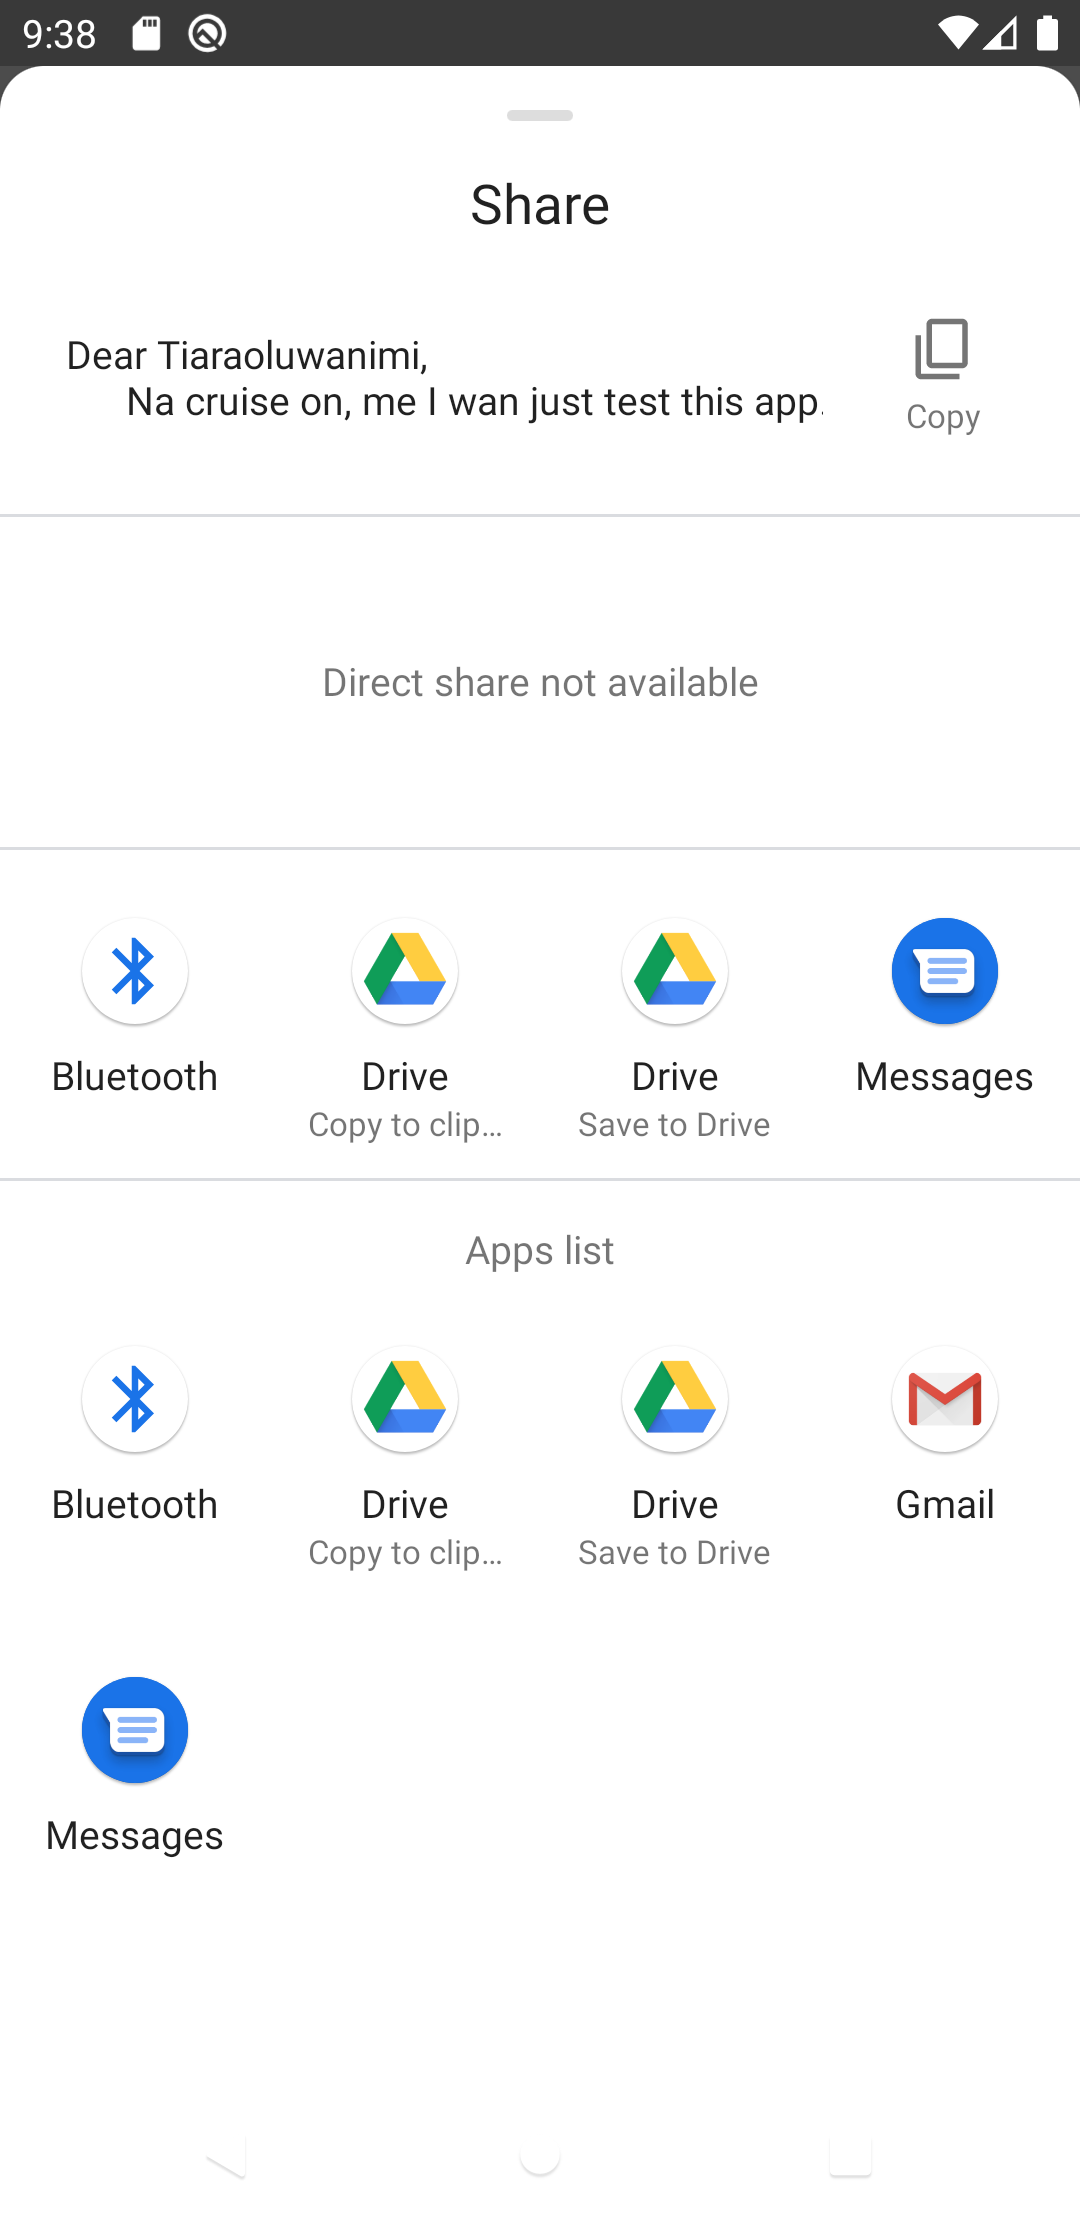 9:38
Share
Dear Tiaraoluwanimi,
Na cruise on, me I wan just test this app.
Copy
Direct share not available
Bluetooth
Drive
Copy to clip…
Drive
Save to Drive
Messages
Apps list
Bluetooth
Drive
Copy to clip…
Drive
Save to Drive
Gmail
Messages